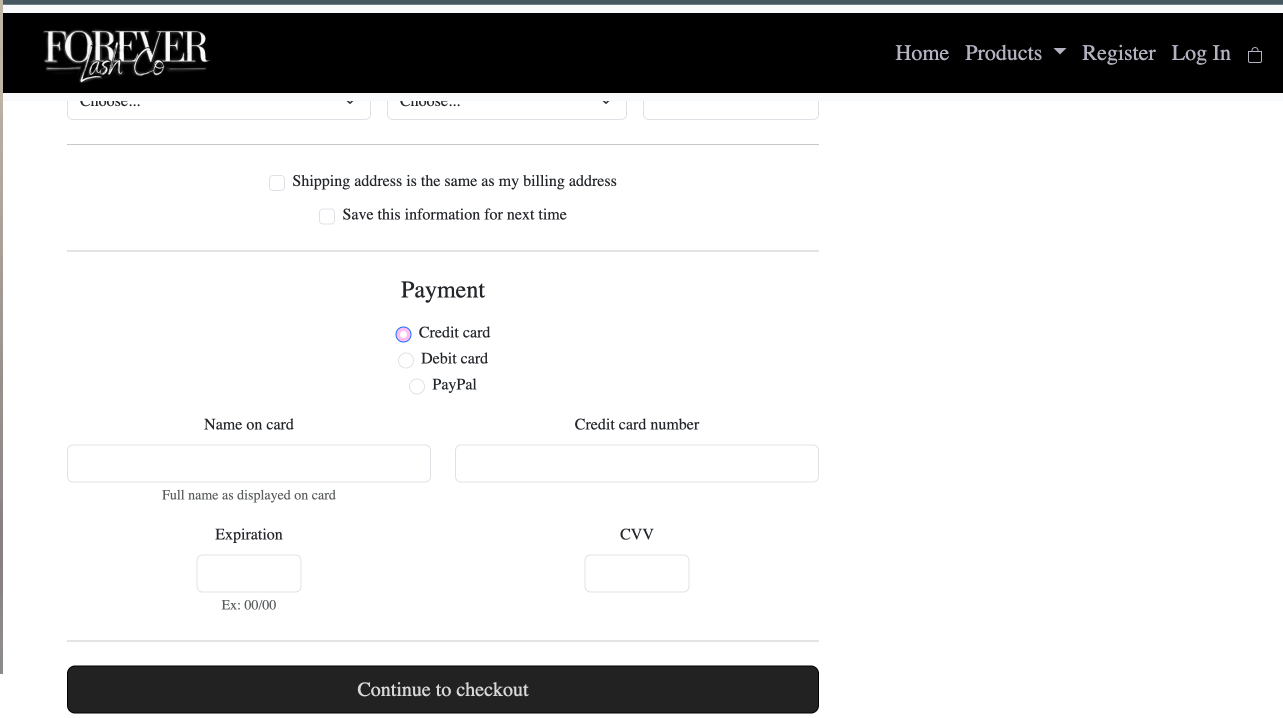 FOREVER
Lash Co
Home Products Register Log In
Choose... Choose...
Shipping address is the same as my billing address
Save this information for next time
Payment
Credit card
Debit card
PayPal
Name on card Credit card number
Full name as displayed on card
Expiration CVV
Ex: 00/00
Continue to checkout